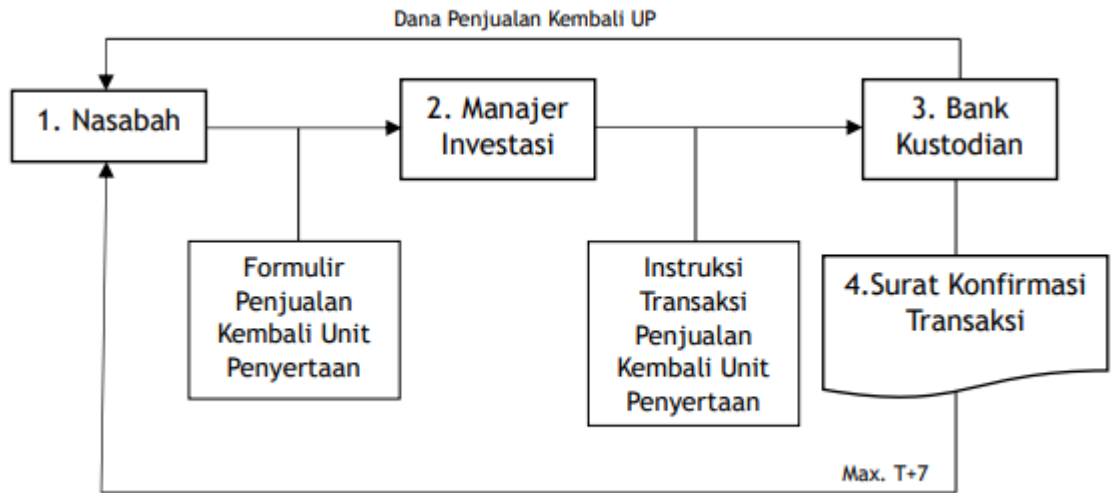 Dana Penjualan Kembali UP
1. Nasabah
2. Manajer
Investasi
3. Bank
Kustodian
Formulir
Penjualan
Kembali Unit
Penyertaan
Instruksi
Transaksi
Penjualan
Kembali Unit
Penyertaan
4.Surat Konfirmasi
Transaksi
Max. T+7